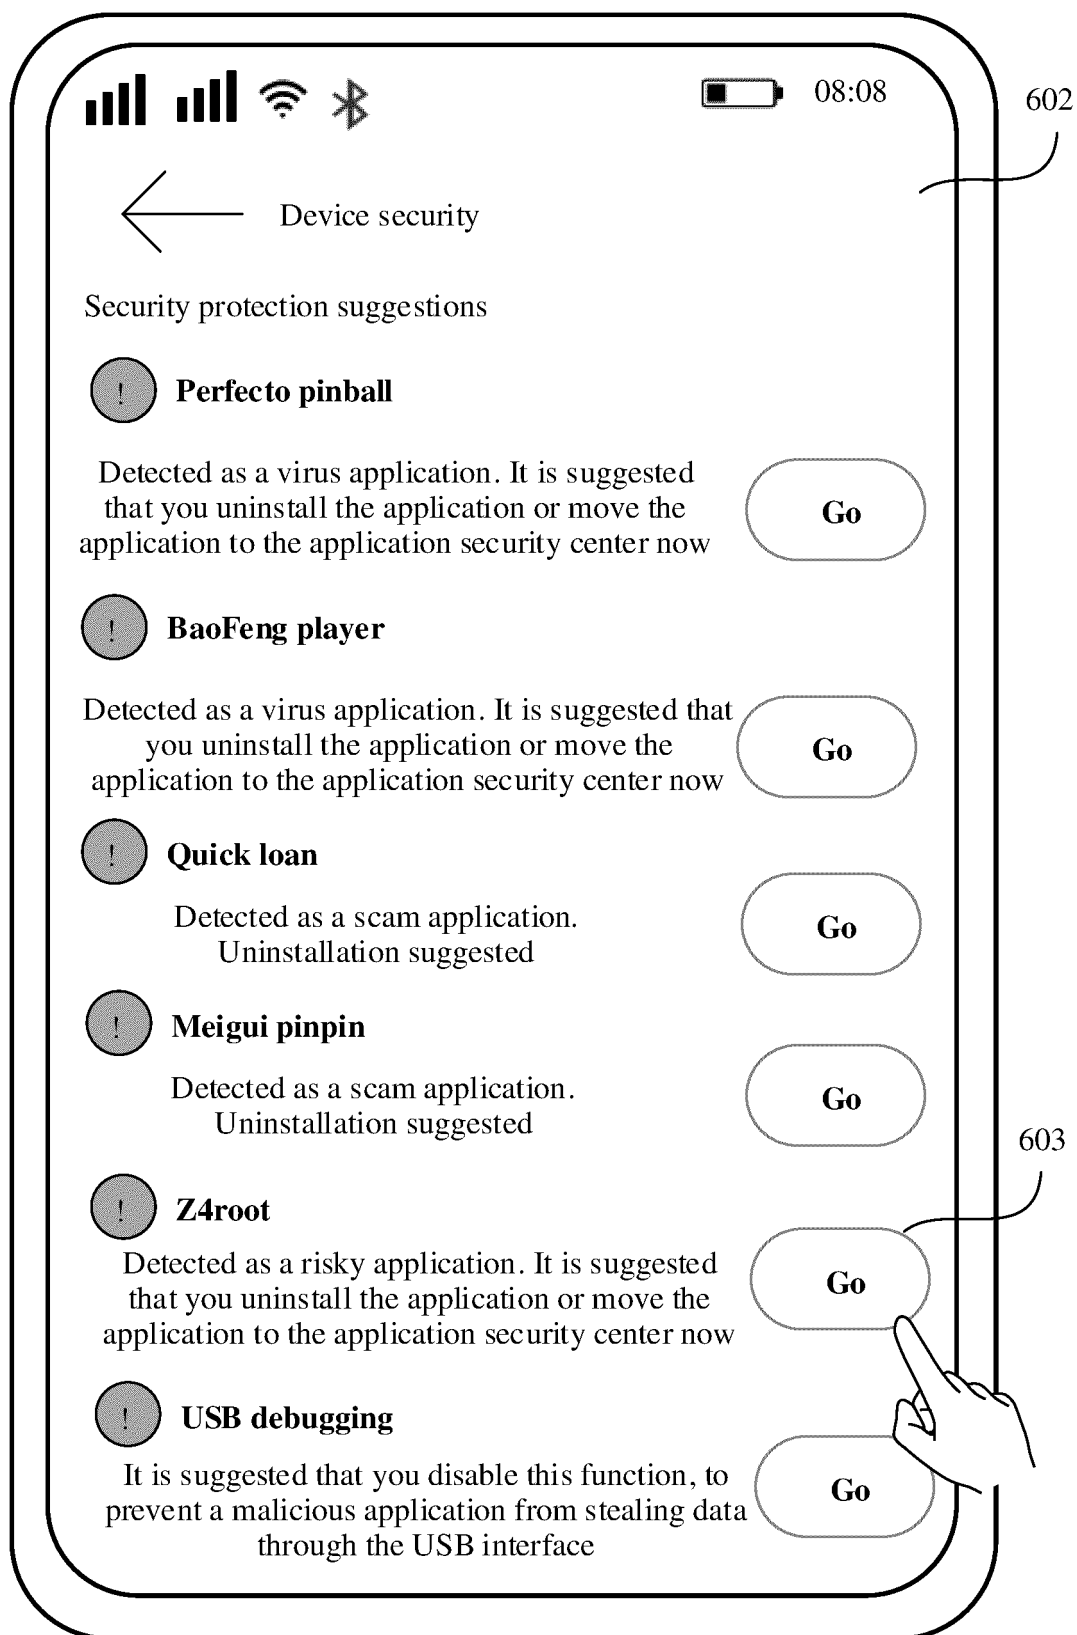 08:08
602
Device security
Security protection suggestions
! Perfecto pinball
Detected as a virus application. It is suggested
that you uninstall the application or move the
application to the application security center now
Go
! BaoFeng player
Detected as a virus application. It is suggested that
you uninstall the application or move the
application to the application security center now
Go
! Quick loan
Detected as a scam application.
Uninstallation suggested
Go
! Meigui pinpin
Detected as a scam application.
Uninstallation suggested
Go
603
! Z4root
Detected as a risky application. It is suggested
that you uninstall the application or move the
application to the application security center now
Go
! USB debugging
It is suggested that you disable this function, to
prevent a malicious application from stealing data
through the USB interface
Go